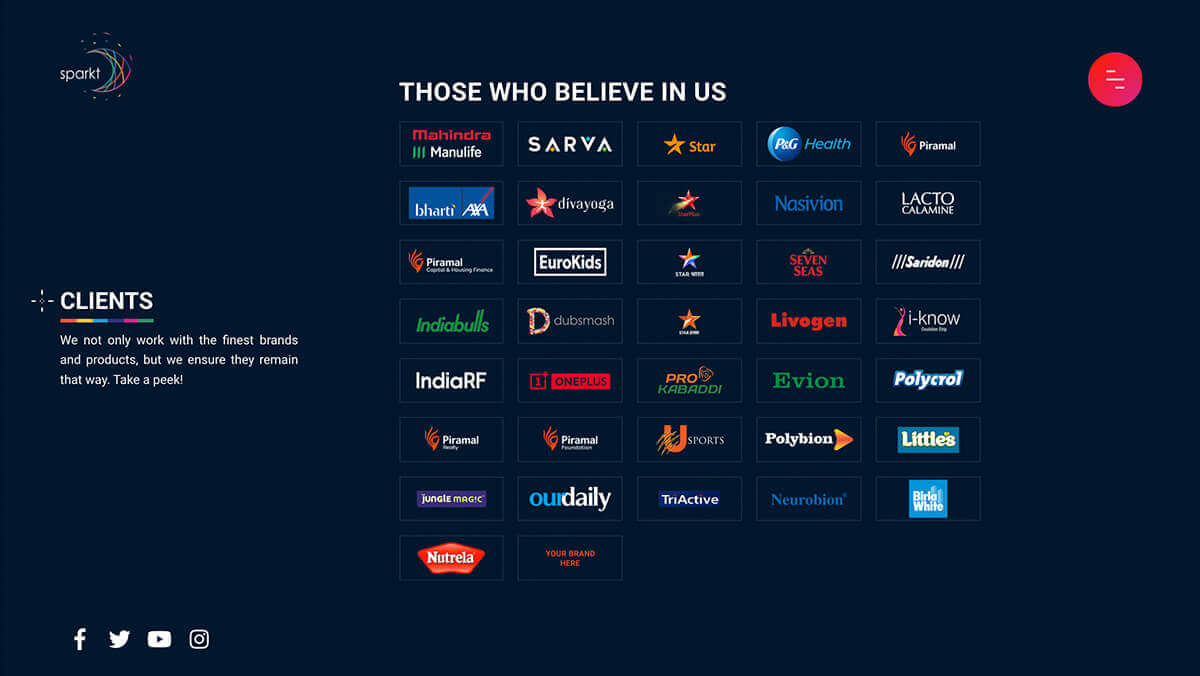 sparkt
THOSE WHO BELIEVE IN US
Mahindra
Manulife
SARVA
Star
P&G Health
Piramal
bharti AXA
divayoga
StarPlus
Nasivion
LACTO
CALAMINE
Piramal
Capital & Housing Finance
EuroKids
STAR भारत
SEVEN
SEAS
///Saridon///
CLIENTS
We not only work with the finest brands
and products, but we ensure they remain
that way. Take a peek!
Indiabulls
dubsmash
STAR
Livogen
i-know
IndiaRF
1+ ONEPLUS
PRO
KABADDI
Evion
Polycrol
Piramal
Realty
Piramal
Foundation
U SPORTS
Polybion
Little's
JUNGLE MAGIC
ourdaily
TriActive
Neurobion®
Birla
White
Nutrela
YOUR BRAND
HERE